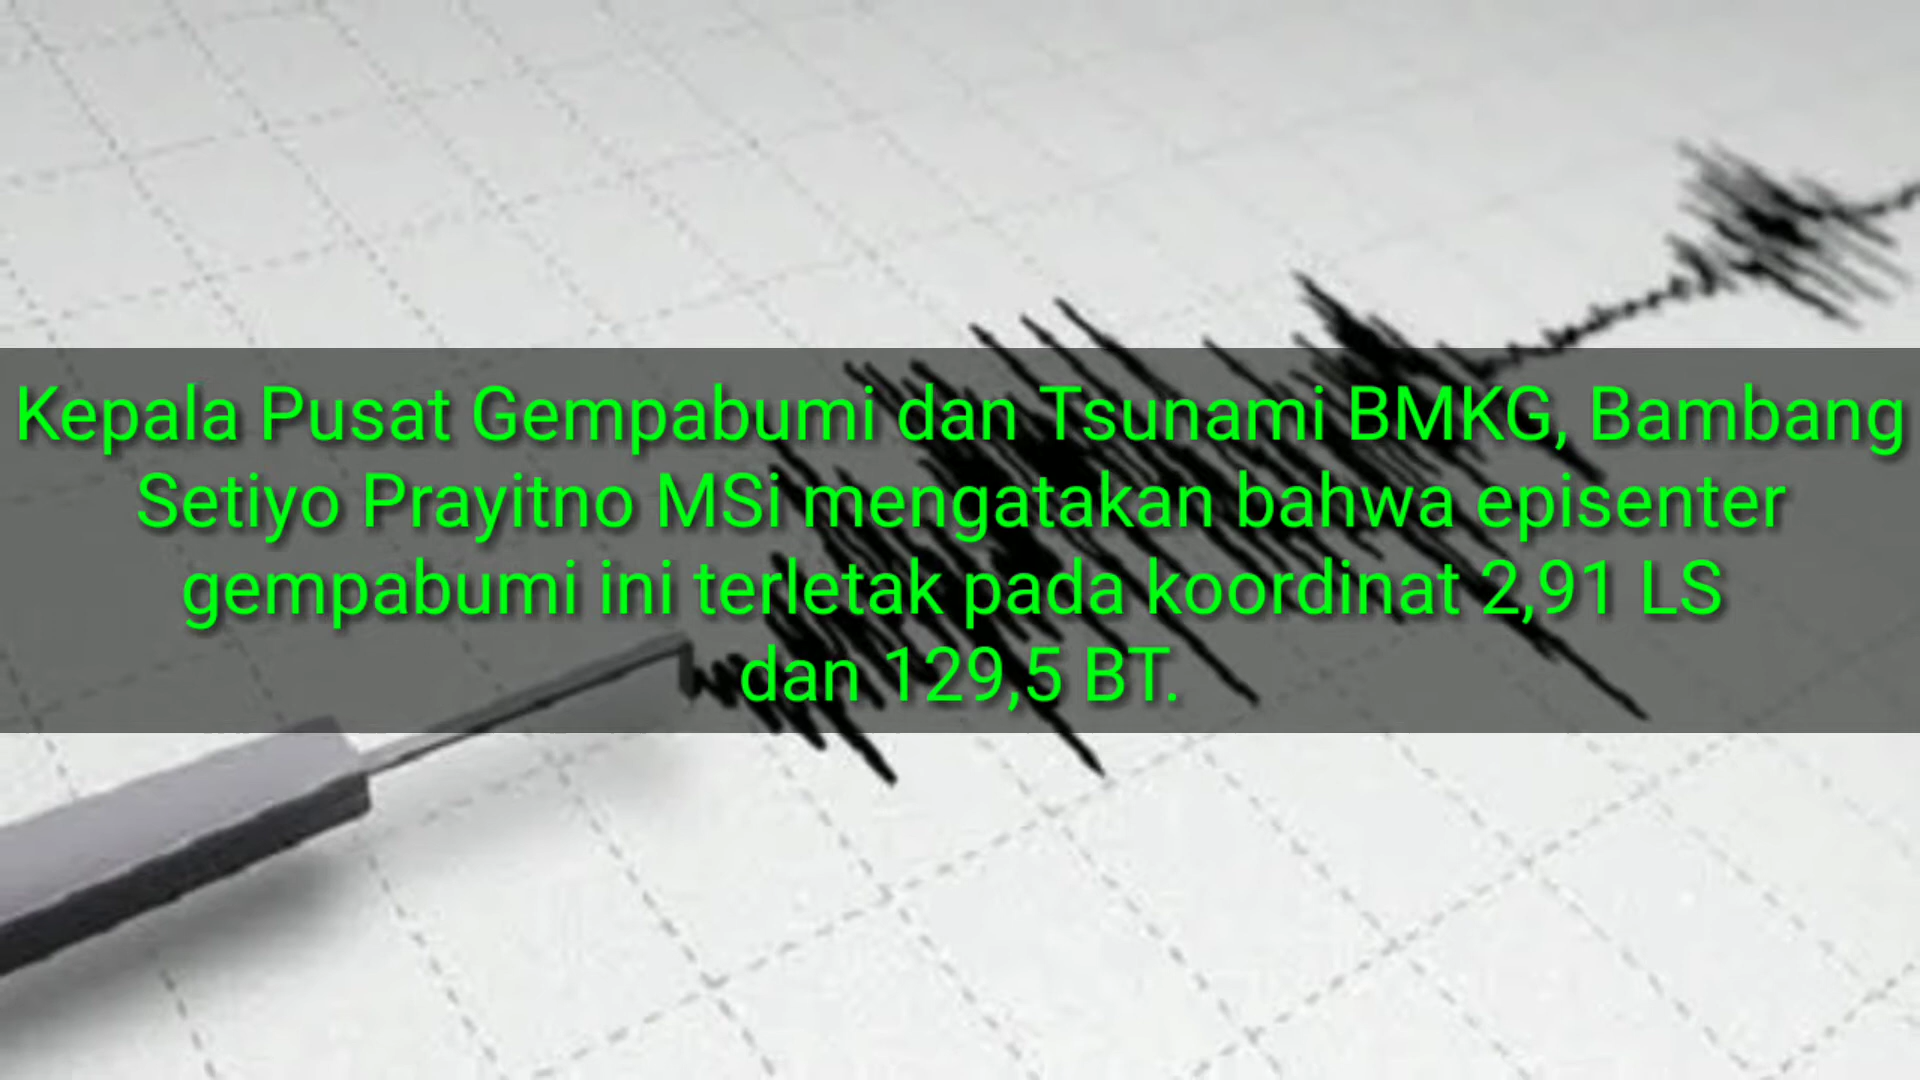 Kepala Pusat Gempabumi dan Tsunami BMKG, Bambang
Setiyo Prayitno MSi mengatakan bahwa episenter
gempabumi ini terletak pada koordinat 2,91 LS
dan 129,5 BT.